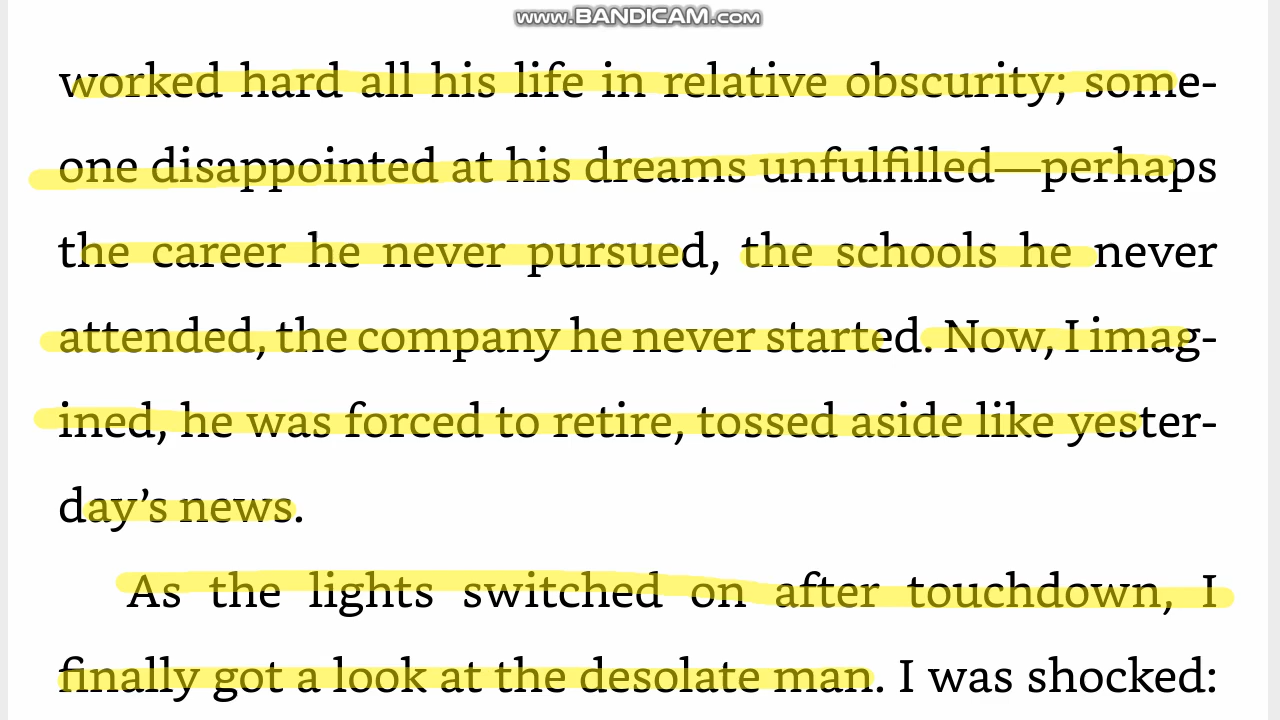 www.BANDICAM.com
worked hard all his life in relative obscurity; some-
one disappointed at his dreams unfulfilled—perhaps
the career he never pursued, the schools he never
attended, the company he never started. Now, I imag-
ined, he was forced to retire, tossed aside like yester-
day’s news.
As the lights switched on after touchdown, I
finally got a look at the desolate man. I was shocked: